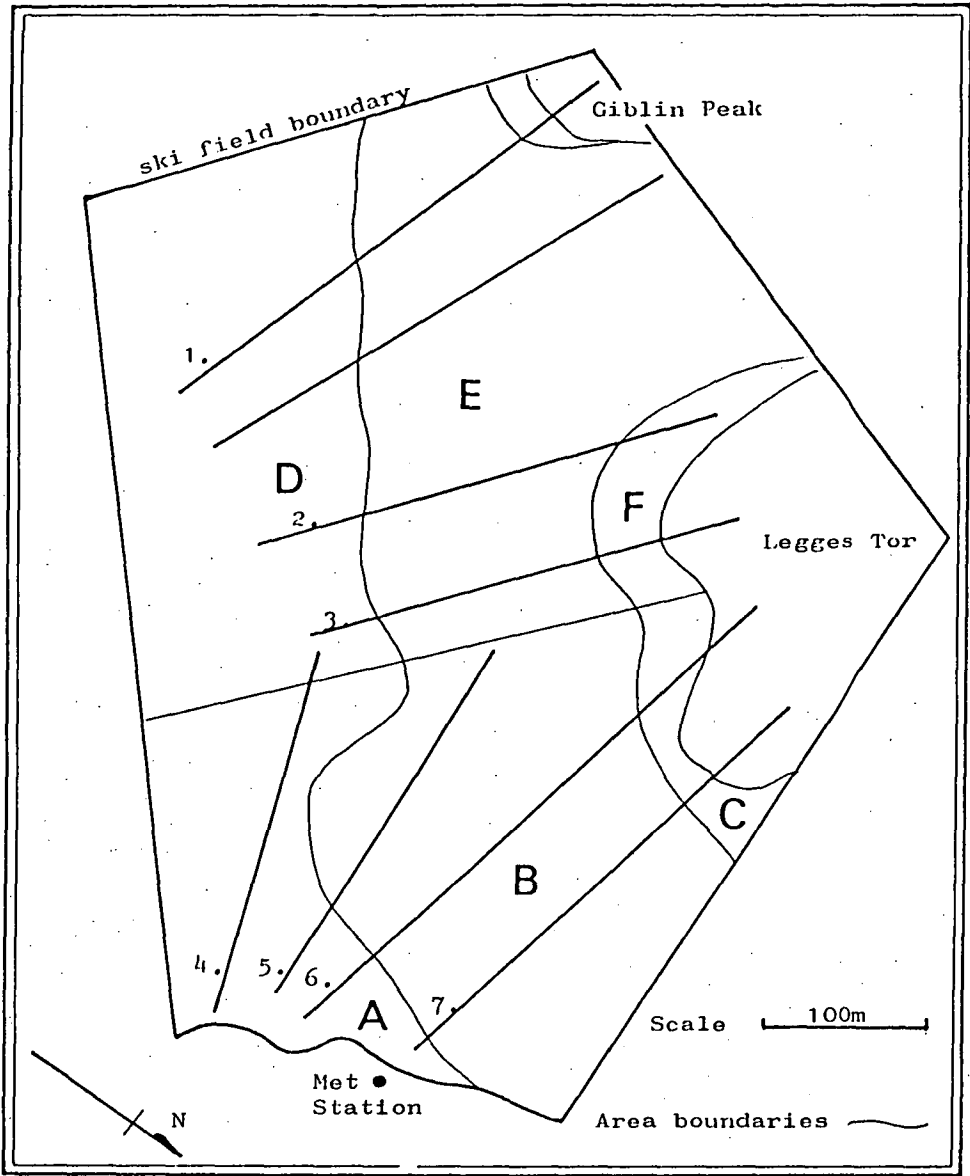 ski field boundary
Giblin Peak
1.
E
D
2.
F
Legges Tor
3.
C
B
4.
5.
6.
7.
A
Scale
100m
Met
Station
N
Area boundaries